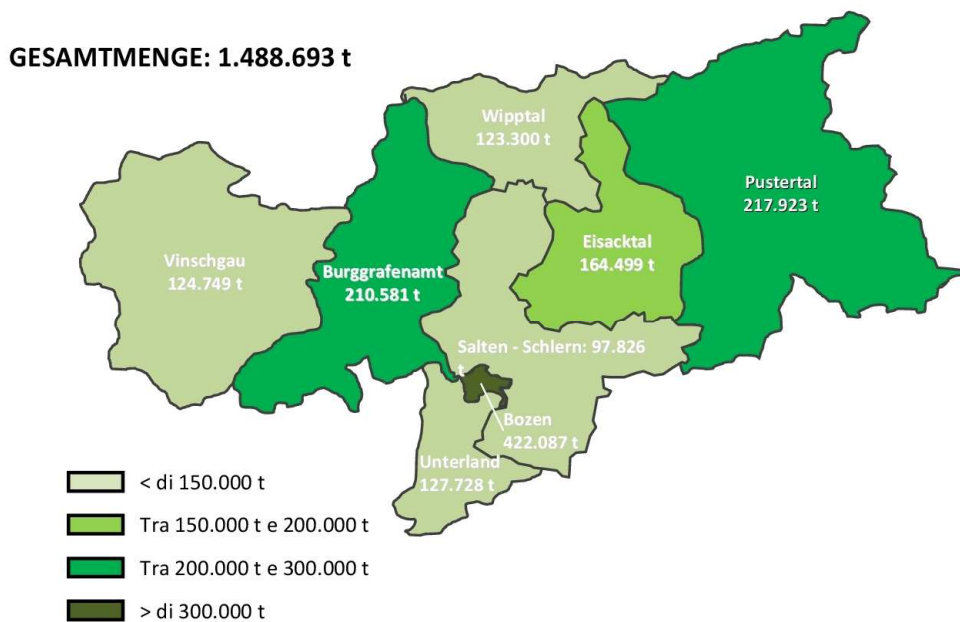 GESAMTMENGE: 1.488.693 t
Wipptal
123.300 t
Pustertal
217.923 t
Eisacktal
164.499 t
Vinschgau
124.749 t
Burggrafenamt
210.581 t
Salten - Schlern: 97.826
t
Bozen
422.087 t
Unterland
127.728 t
< di 150.000 t
Tra 150.000 t e 200.000 t
Tra 200.000 t e 300.000 t
> di 300.000 t